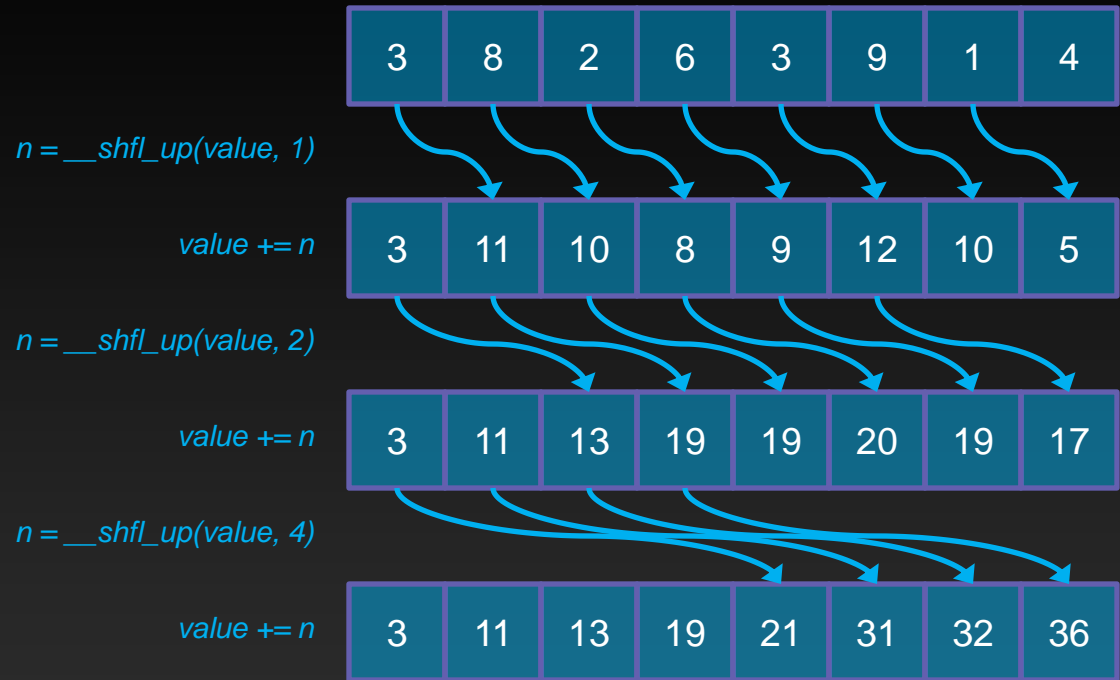 3 8 2 6 3 9 1 4
n = __shfl_up(value, 1)
value += n
3 11 10 8 9 12 10 5
n = __shfl_up(value, 2)
value += n
3 11 13 19 19 20 19 17
n = __shfl_up(value, 4)
value += n
3 11 13 19 21 31 32 36